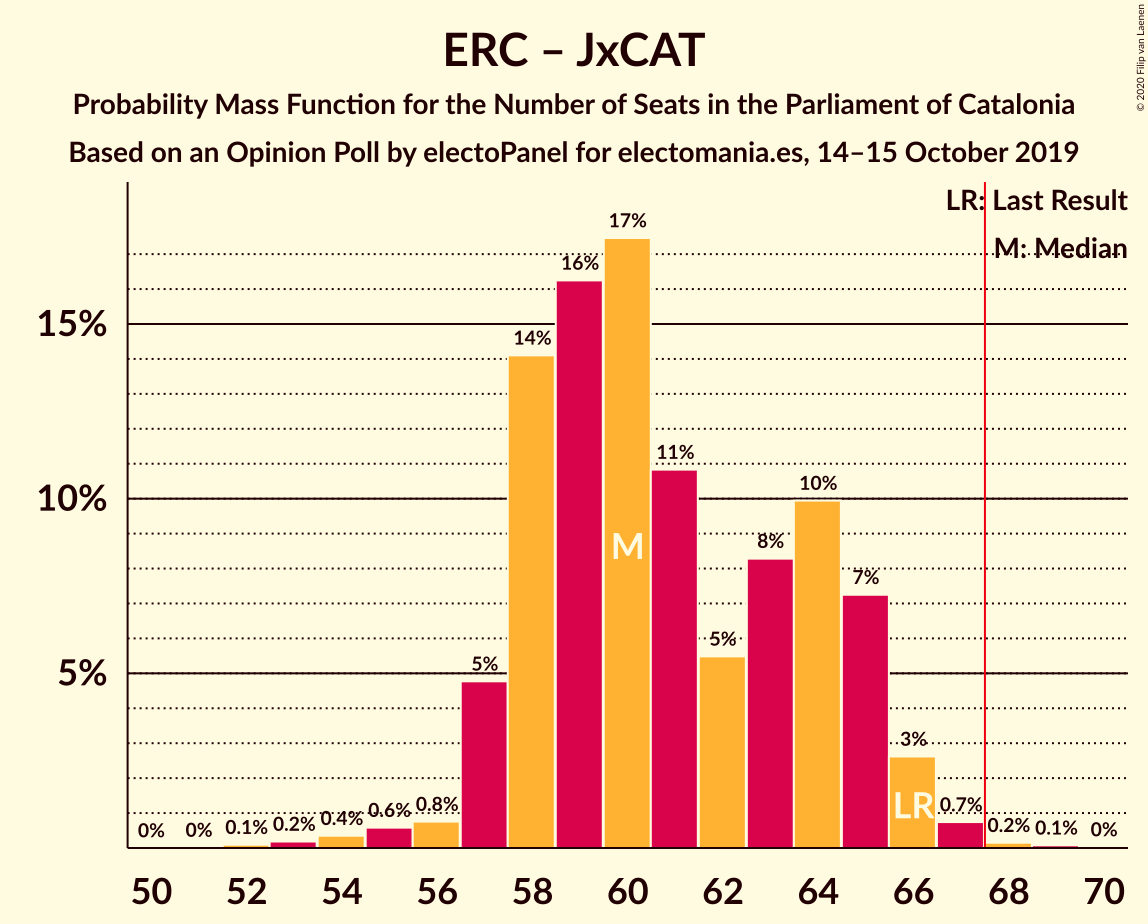 ERC – JxCAT
Probability Mass Function for the Number of Seats in the Parliament of Catalonia
Based on an Opinion Poll by electoPanel for electomania.es, 14–15 October 2019
© 2020 Filip van Laenen
LR: Last Result
M: Median
15%
10%
5%
0%
0%
0.1%
0.2%
0.4%
0.6%
0.8%
5%
14%
16%
17%
11%
5%
8%
10%
7%
3%
0.7%
0.2%
0.1%
0%
M
LR
50 52 54 56 58 60 62 64 66 68 70